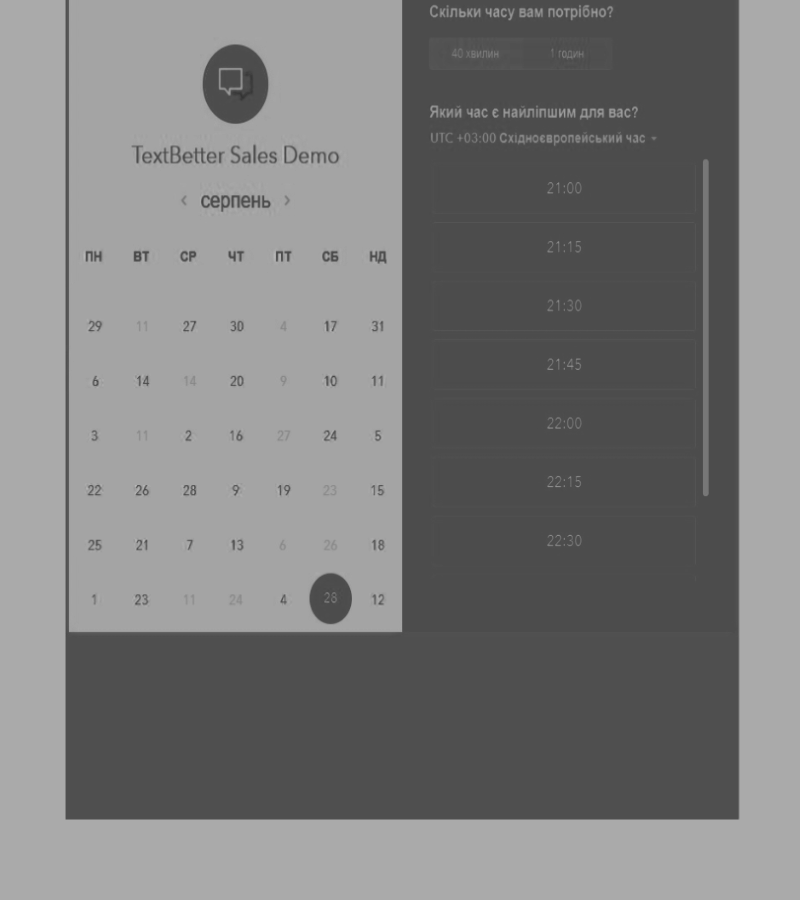 TextBetter Sales Demo
‹ серпень ›
ПН ВТ СР ЧТ ПТ СБ НД
29 11 27 30 4 17 31
6 14 14 20 9 10 11
3 11 2 16 27 24 5
22 26 28 9 19 23 15
25 21 7 13 6 26 18
1 23 11 24 4 28 12
Скільки часу вам потрібно?
40 хвилин 1 годин
Який час є найліпшим для вас?
UTC +03:00 Східноєвропейський час
21:00
21:15
21:30
21:45
22:00
22:15
22:30